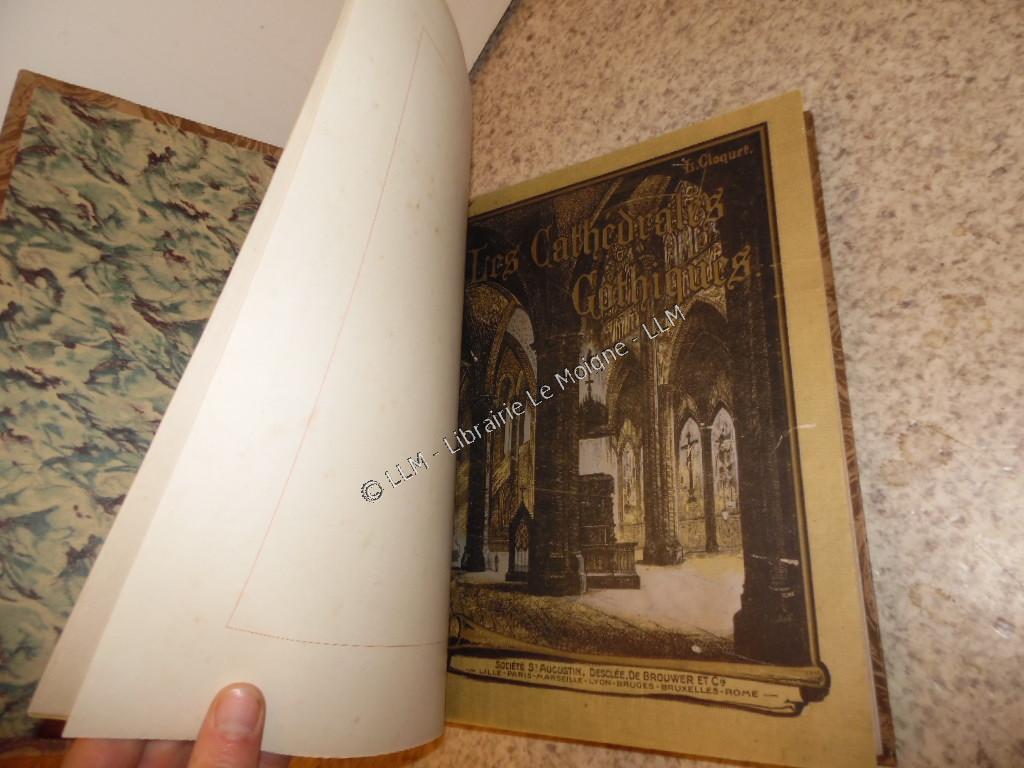 L. Cloquet.
Les Cathédrales
Gothiques.
© LLM - Librairie Le Moigne - LLM
SOCIÉTÉ ST AUGUSTIN, DESCLÉE, DE BROUWER ET CIE
LILLE-PARIS-MARSEILLE-LYON-BRUGES-BRUXELLES-ROME